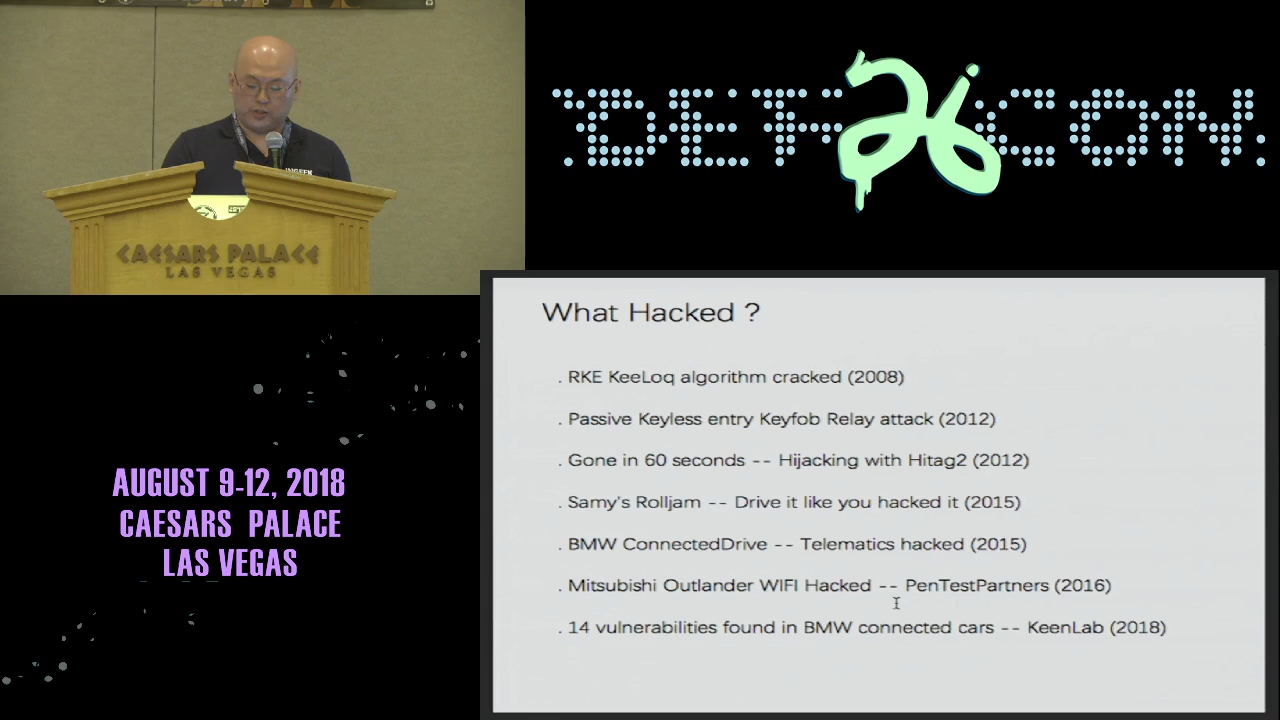 DEF CON
26
CAESARS PALACE
LAS VEGAS
What Hacked ?
. RKE KeeLoq algorithm cracked (2008)
. Passive Keyless entry Keyfob Relay attack (2012)
. Gone in 60 seconds -- Hijacking with Hitag2 (2012)
. Samy's Rolljam -- Drive it like you hacked it (2015)
. BMW ConnectedDrive -- Telematics hacked (2015)
. Mitsubishi Outlander WIFI Hacked -- PenTestPartners (2016)
. 14 vulnerabilities found in BMW connected cars -- KeenLab (2018)
AUGUST 9-12, 2018
CAESARS PALACE
LAS VEGAS